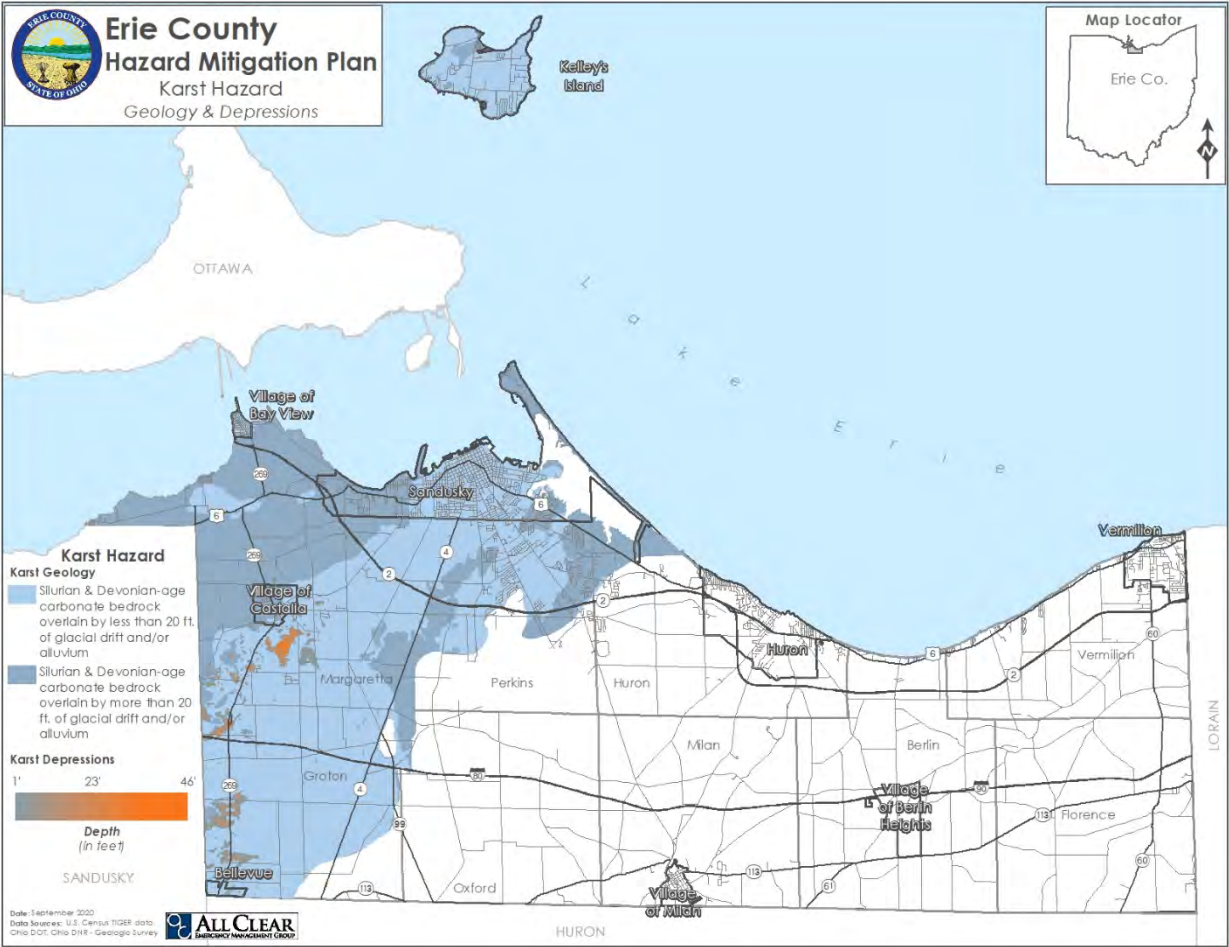 ERIE COUNTY
STATE OF OHIO
Erie County
Hazard Mitigation Plan
Karst Hazard
Geology & Depressions
Kelley's
Island
Map Locator
Erie Co.
N
OTTAWA
Lake Erie
Village of
Bay View
269
Sandusky
6
6
Vermilion
269
4
2
Village of
Castalia
2
60
Huron
6
Vermilion
2
Margaretta
Perkins
Huron
LORAIN
Milan
Berlin
Groton
80
269
4
90
Village
of Berlin
Heights
99
113
Florence
60
Bellevue
113
Oxford
113
61
Village
of Milan
HURON
Karst Hazard
Karst Geology
Silurian & Devonian-age
carbonate bedrock
overlain by less than 20 ft.
of glacial drift and/or
alluvium
Silurian & Devonian-age
carbonate bedrock
overlain by more than 20
ft. of glacial drift and/or
alluvium
Karst Depressions
1' 23' 46'
Depth
(in feet)
SANDUSKY
Date: September 2020
Data Sources: U.S. Census TIGER data,
Ohio DOT, Ohio DNR - Geologic Survey
ALL CLEAR
EMERGENCY MANAGEMENT GROUP